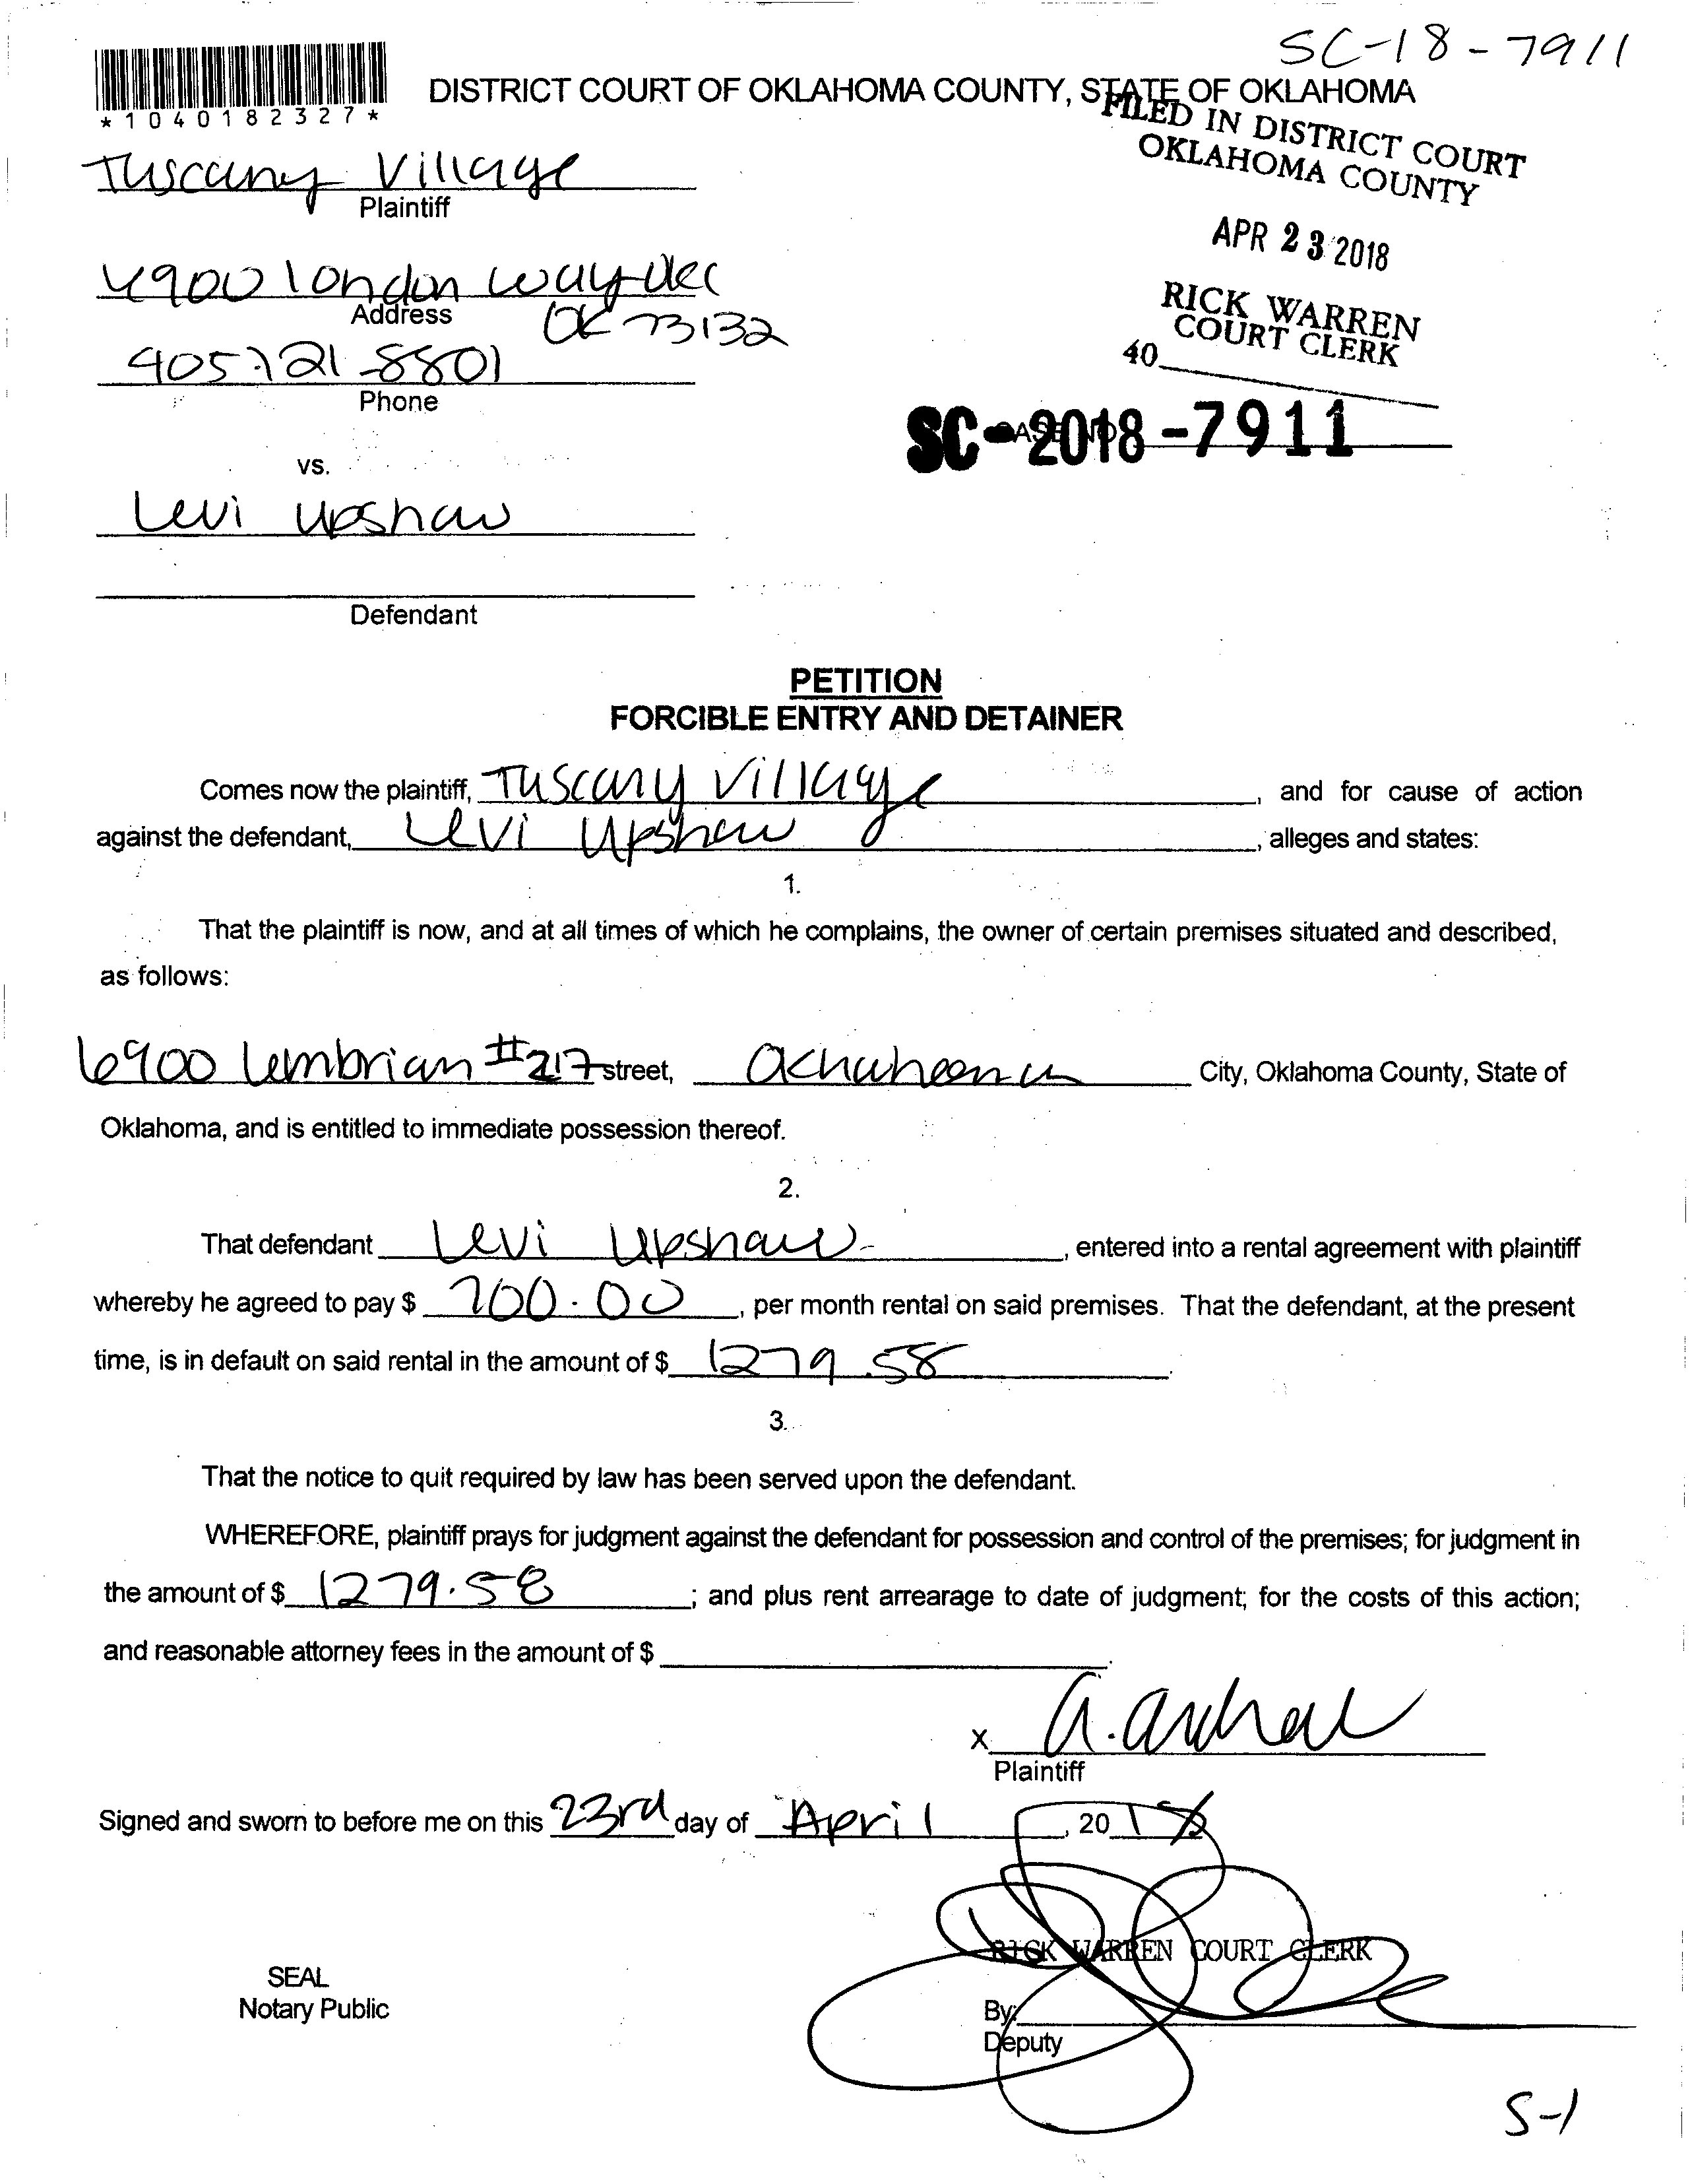 SC-18-7911
*1040182327*
DISTRICT COURT OF OKLAHOMA COUNTY, STATE OF OKLAHOMA
FILED IN DISTRICT COURT
OKLAHOMA COUNTY
Tuscany Village
Plaintiff
APR 23 2018
RICK WARREN
COURT CLERK
40
london way
Address
OK 73132
405-721-8801
Phone
SC-2018-7911
CASE NO
vs.
Levi Upshaw
Defendant
PETITION
FORCIBLE ENTRY AND DETAINER
Comes now the plaintiff, Tuscany Village, and for cause of action
against the defendant, Levi Upshaw, alleges and states:
1.
That the plaintiff is now, and at all times of which he complains, the owner of certain premises situated and described,
as follows:
6900 #217 street, City, Oklahoma County, State of
Oklahoma, and is entitled to immediate possession thereof.
2.
That defendant Levi Upshaw, entered into a rental agreement with plaintiff
whereby he agreed to pay $ 700.00, per month rental on said premises. That the defendant, at the present
time, is in default on said rental in the amount of $ 1279.58.
3.
That the notice to quit required by law has been served upon the defendant.
WHEREFORE, plaintiff prays for judgment against the defendant for possession and control of the premises; for judgment in
the amount of $ 1279.58; and plus rent arrearage to date of judgment; for the costs of this action;
and reasonable attorney fees in the amount of $.
x
Plaintiff
Signed and sworn to before me on this 23rd day of April, 2018
RICK WARREN COURT CLERK
SEAL
Notary Public
By:
Deputy
S-1